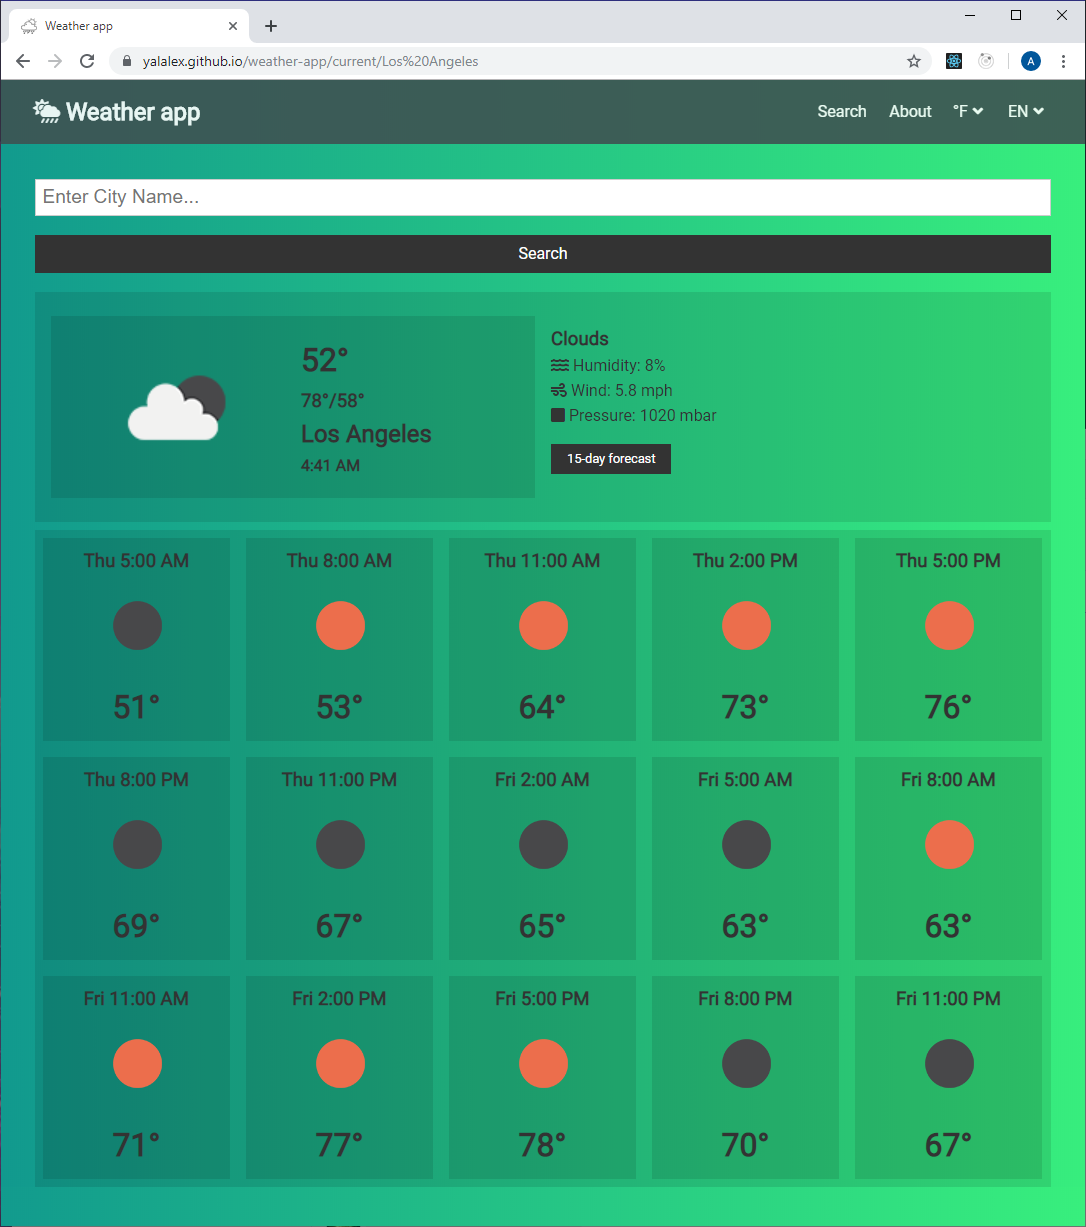 Weather app
yalalex.github.io/weather-app/current/Los%20Angeles
A
Weather app
Search About °F EN
Enter City Name...
Search
52°
78°/58°
Los Angeles
4:41 AM
Clouds
Humidity: 8%
Wind: 5.8 mph
Pressure: 1020 mbar
15-day forecast
Thu 5:00 AM Thu 8:00 AM Thu 11:00 AM Thu 2:00 PM Thu 5:00 PM
51° 53° 64° 73° 76°
Thu 8:00 PM Thu 11:00 PM Fri 2:00 AM Fri 5:00 AM Fri 8:00 AM
69° 67° 65° 63° 63°
Fri 11:00 AM Fri 2:00 PM Fri 5:00 PM Fri 8:00 PM Fri 11:00 PM
71° 77° 78° 70° 67°